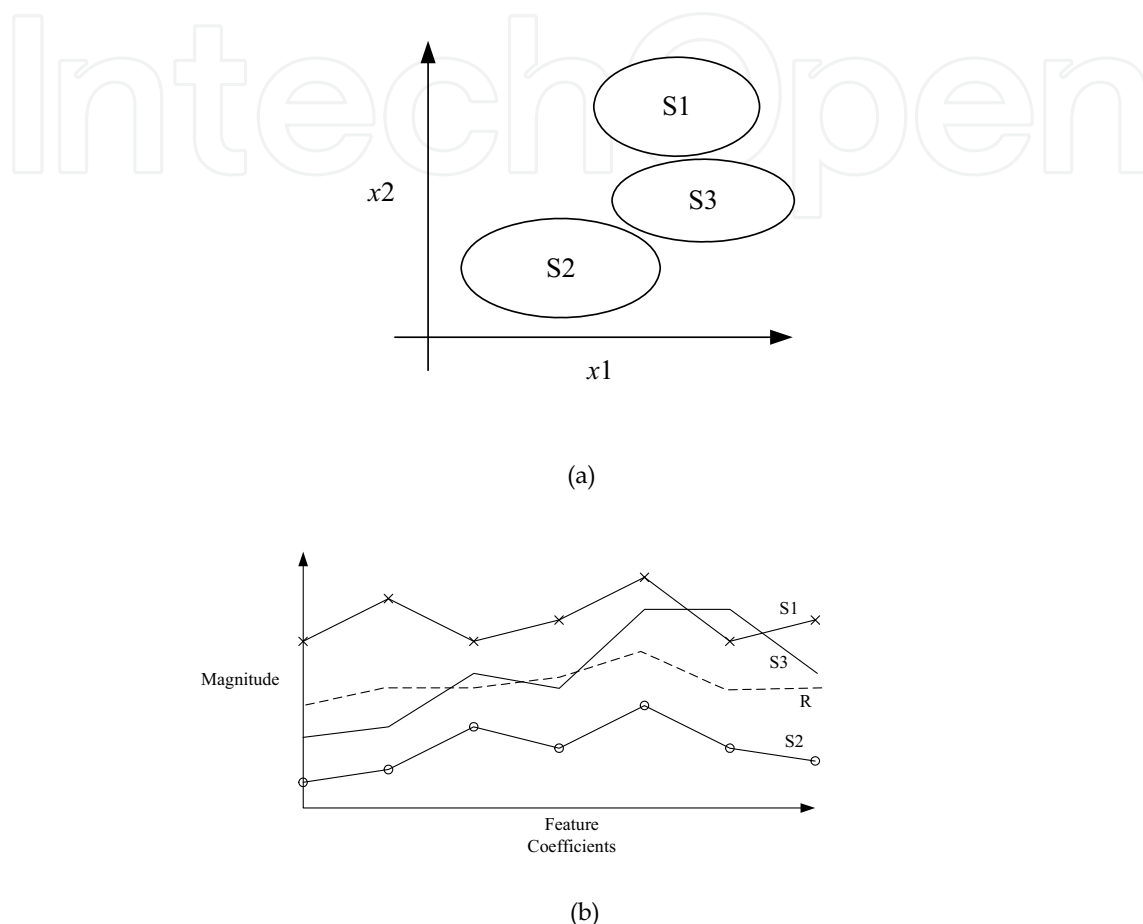 IntechOpen
S1
x2
S3
S2
x1
(a)
S1
S3
Magnitude
R
S2
Feature
Coefficients
(b)